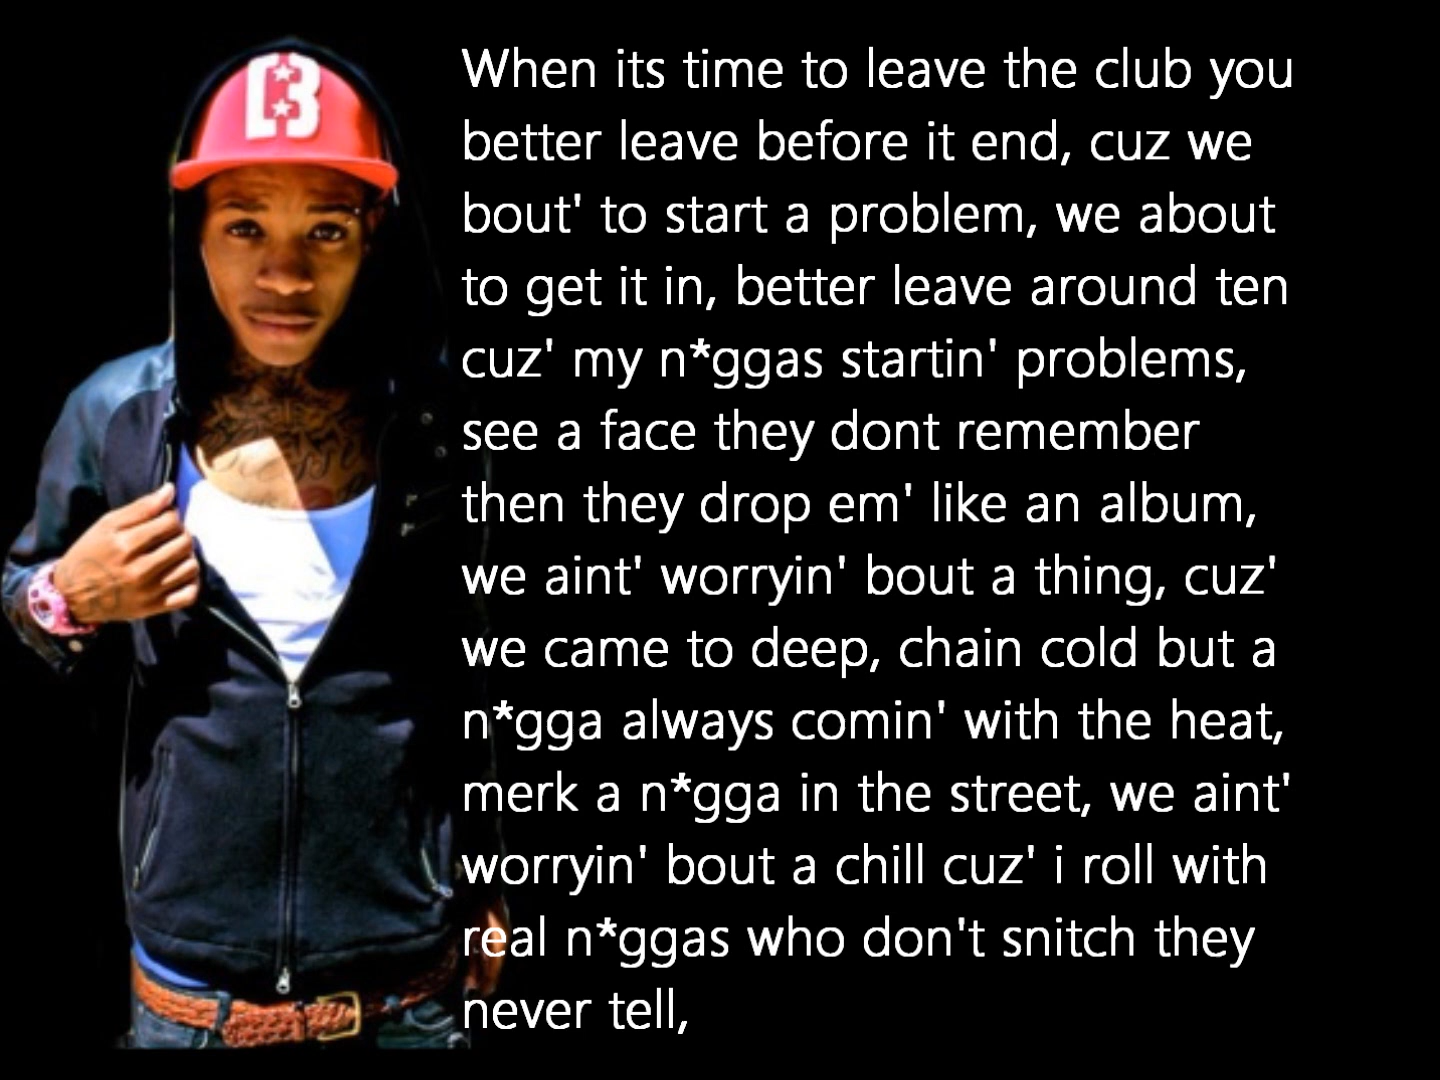 B
When its time to leave the club you
better leave before it end, cuz we
bout' to start a problem, we about
to get it in, better leave around ten
cuz' my n*ggas startin' problems,
see a face they dont remember
then they drop em' like an album,
we aint' worryin' bout a thing, cuz'
we came to deep, chain cold but a
n*gga always comin' with the heat,
merk a n*gga in the street, we aint'
worryin' bout a chill cuz' i roll with
real n*ggas who don't snitch they
never tell,